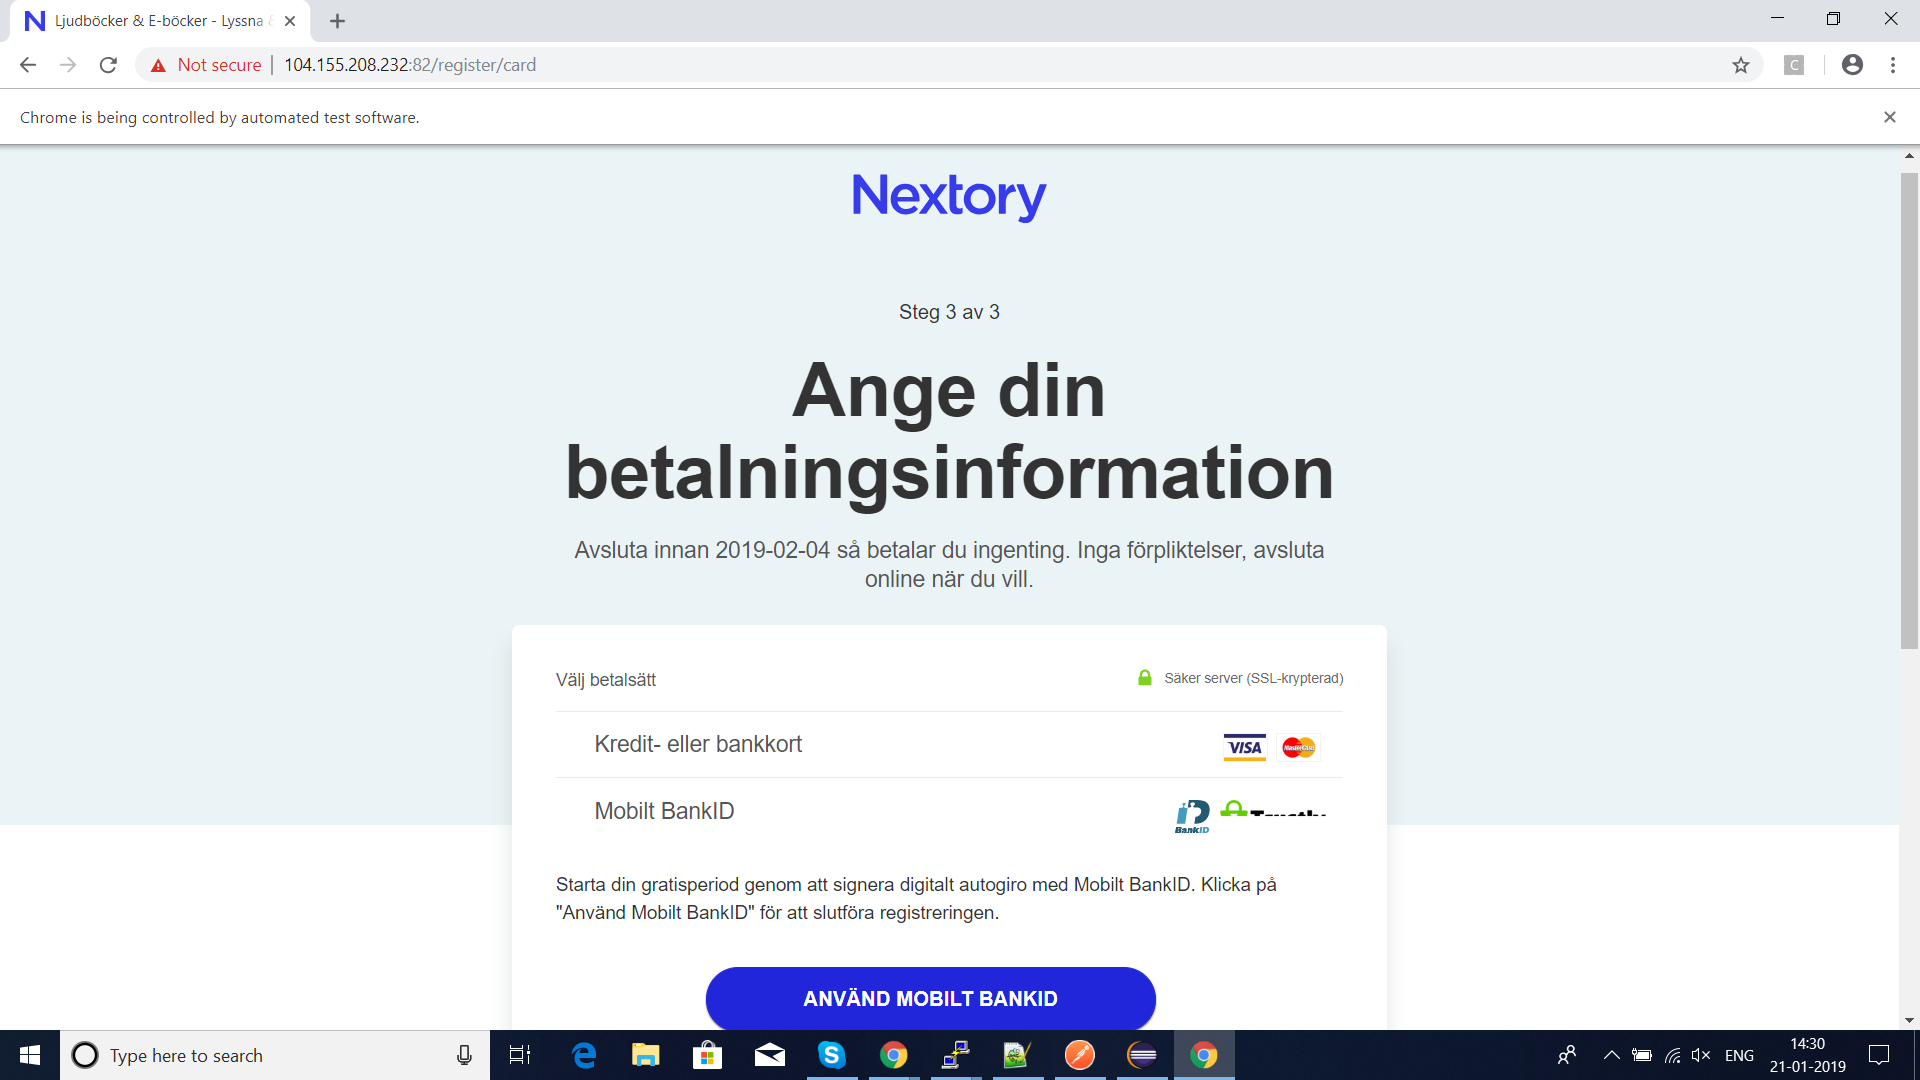 Ljudböcker & E-böcker - Lyssna
Not secure
104.155.208.232:82/register/card
C
Chrome is being controlled by automated test software.
Nextory
Steg 3 av 3
Ange din
betalningsinformation
Avsluta innan 2019-02-04 så betalar du ingenting. Inga förpliktelser, avsluta
online när du vill.
Välj betalsätt
Säker server (SSL-krypterad)
Kredit- eller bankkort
VISA MasterCard
Mobilt BankID
BankID
Starta din gratisperiod genom att signera digitalt autogiro med Mobilt BankID. Klicka på
"Använd Mobilt BankID" för att slutföra registreringen.
ANVÄND MOBILT BANKID
Type here to search
ENG
14:30
21-01-2019